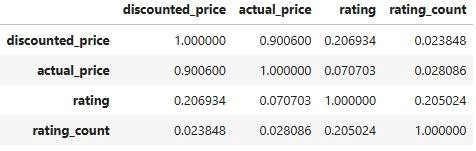 discounted_price actual_price rating rating_count
discounted_price 1.000000 0.900600 0.206934 0.023848
actual_price 0.900600 1.000000 0.070703 0.028086
rating 0.206934 0.070703 1.000000 0.205024
rating_count 0.023848 0.028086 0.205024 1.000000